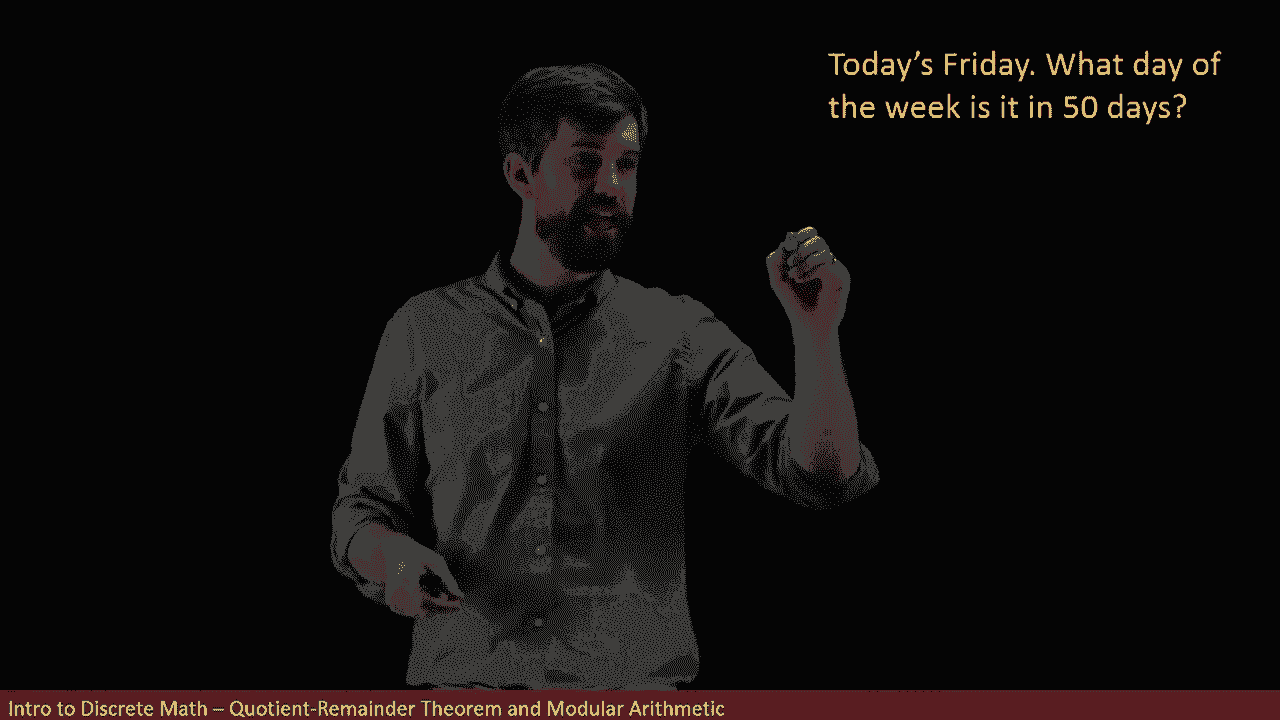 Today’s Friday. What day of
the week is it in 50 days?
Intro to Discrete Math – Quotient-Remainder Theorem and Modular Arithmetic